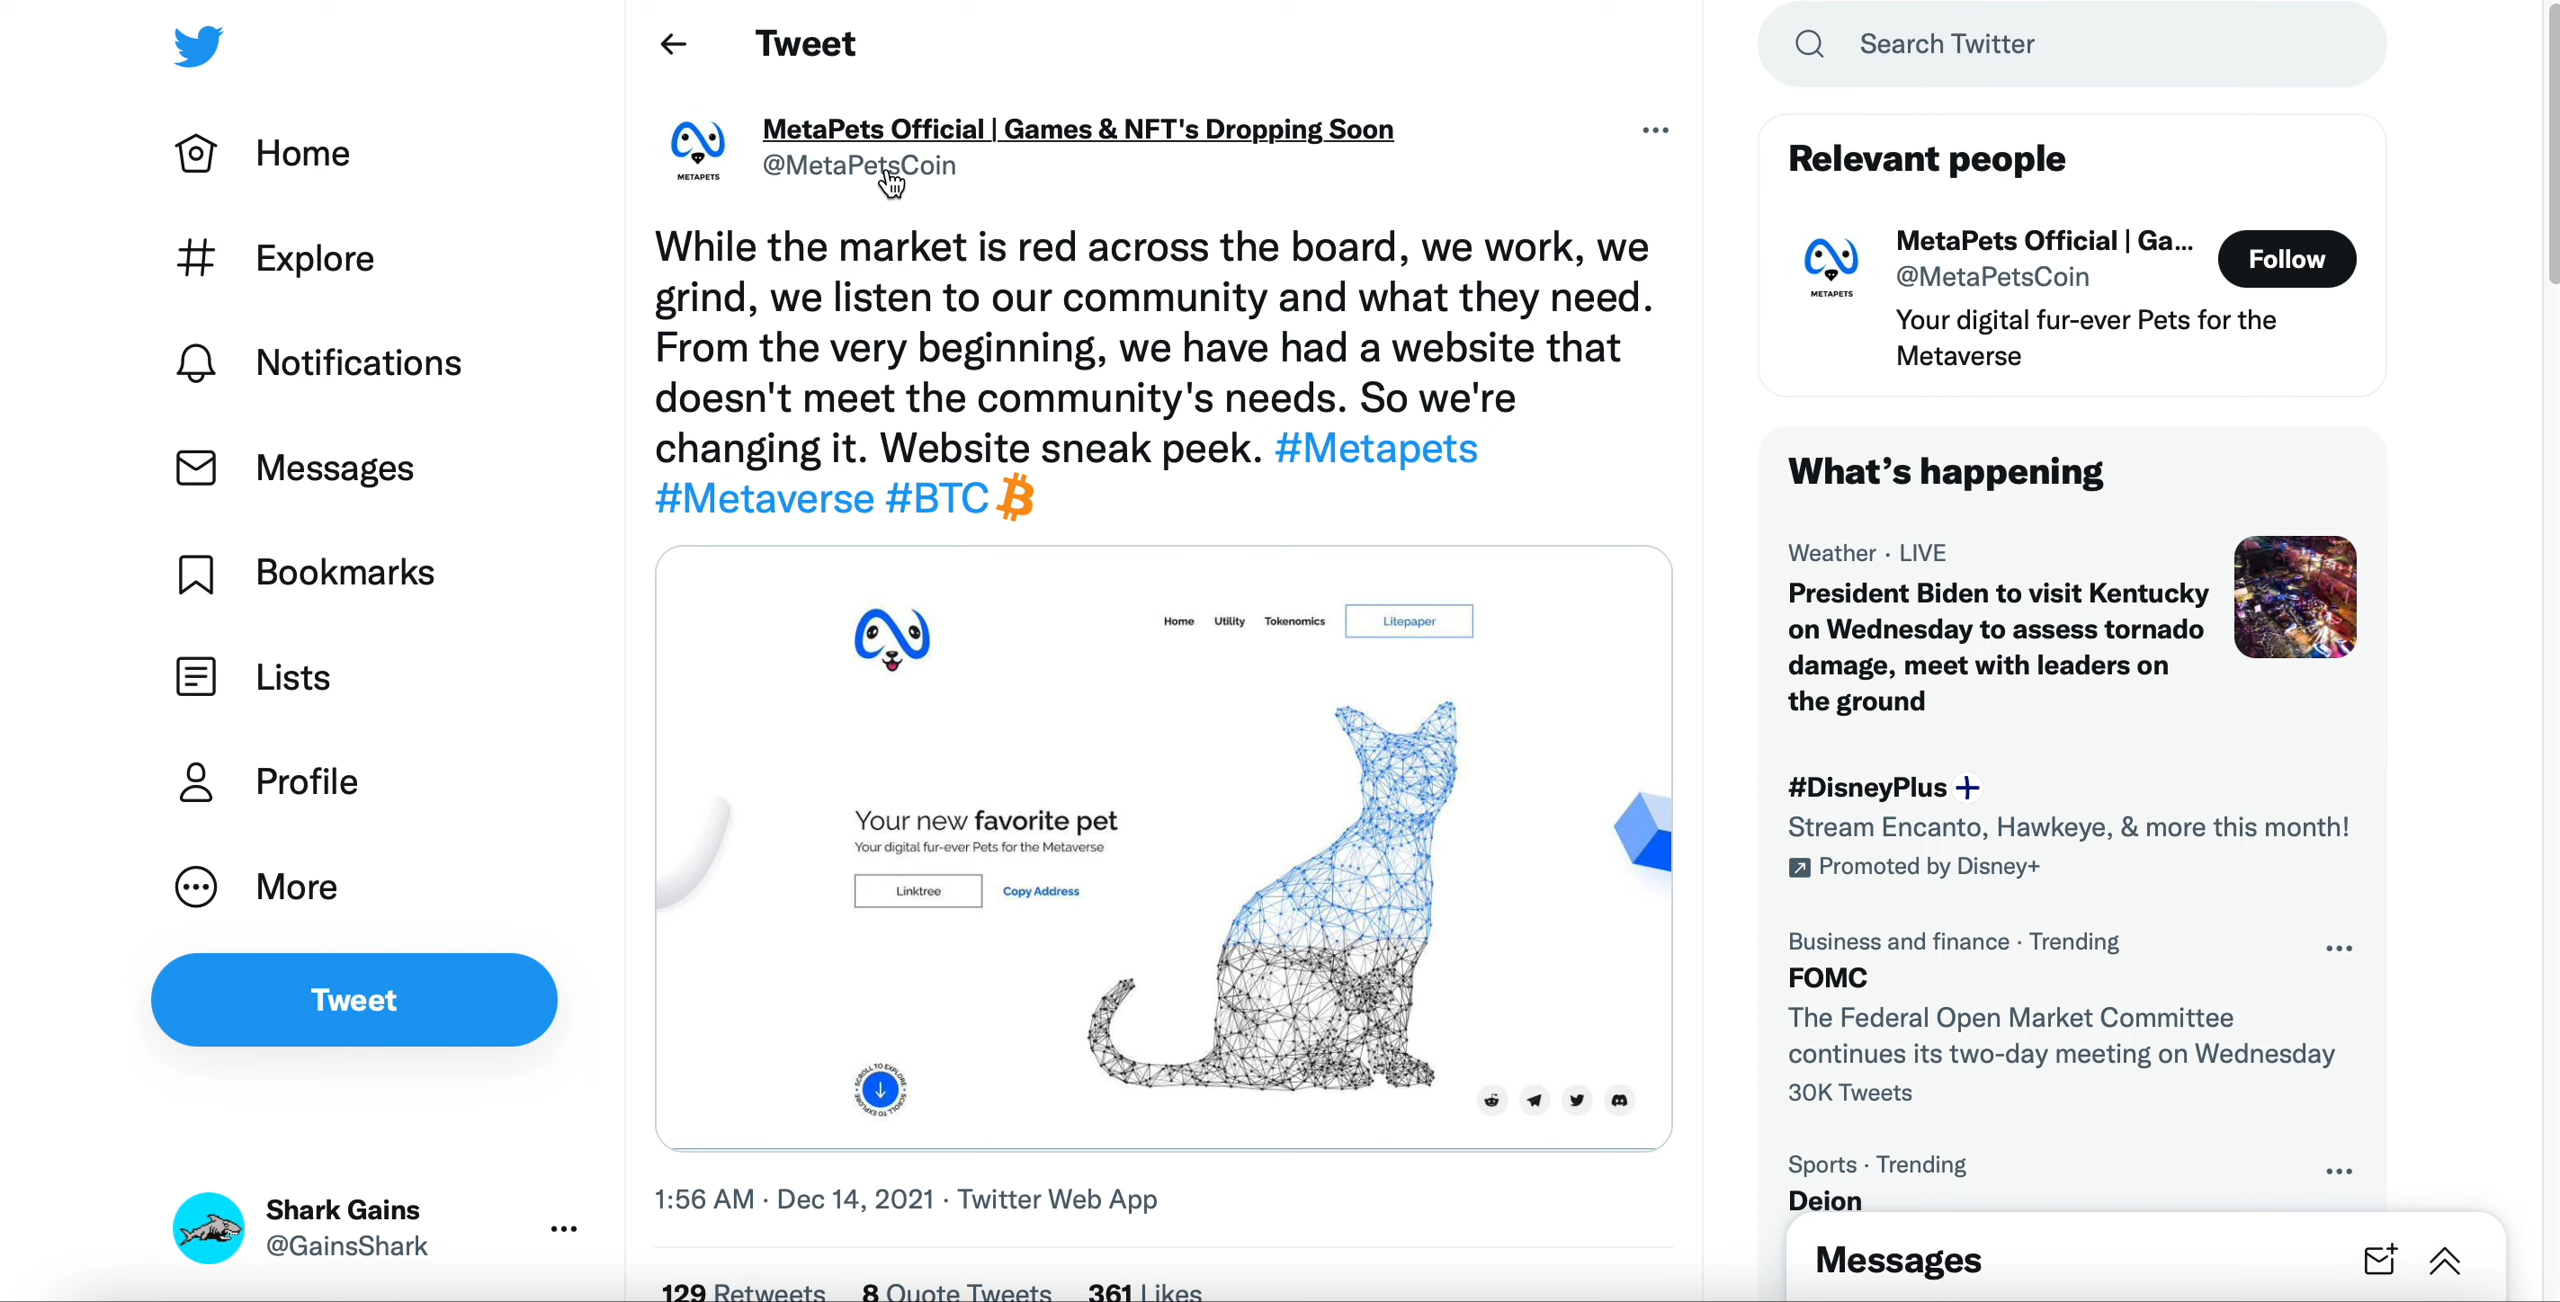 Home
Explore
Notifications
Messages
Bookmarks
Lists
Profile
More
Tweet
Shark Gains
@GainsShark
Tweet
METAPETS
MetaPets Official | Games & NFT's Dropping Soon
@MetaPetsCoin
While the market is red across the board, we work, we
grind, we listen to our community and what they need.
From the very beginning, we have had a website that
doesn't meet the community's needs. So we're
changing it. Website sneak peek. #Metapets
#Metaverse #BTC
Home Utility Tokenomics Litepaper
Your new favorite pet
Your digital fur-ever Pets for the Metaverse
Linktree Copy Address
SCROLL TO EXPLORE • SCROLL TO EXPLORE •
1:56 AM · Dec 14, 2021 · Twitter Web App
129 Retweets 8 Quote Tweets 361 Likes
Search Twitter
Relevant people
METAPETS
MetaPets Official | Ga...
@MetaPetsCoin
Follow
Your digital fur-ever Pets for the
Metaverse
What's happening
Weather · LIVE
President Biden to visit Kentucky
on Wednesday to assess tornado
damage, meet with leaders on
the ground
#DisneyPlus
Stream Encanto, Hawkeye, & more this month!
Promoted by Disney+
Business and finance · Trending
FOMC
The Federal Open Market Committee
continues its two-day meeting on Wednesday
30K Tweets
Sports · Trending
Deion
Messages